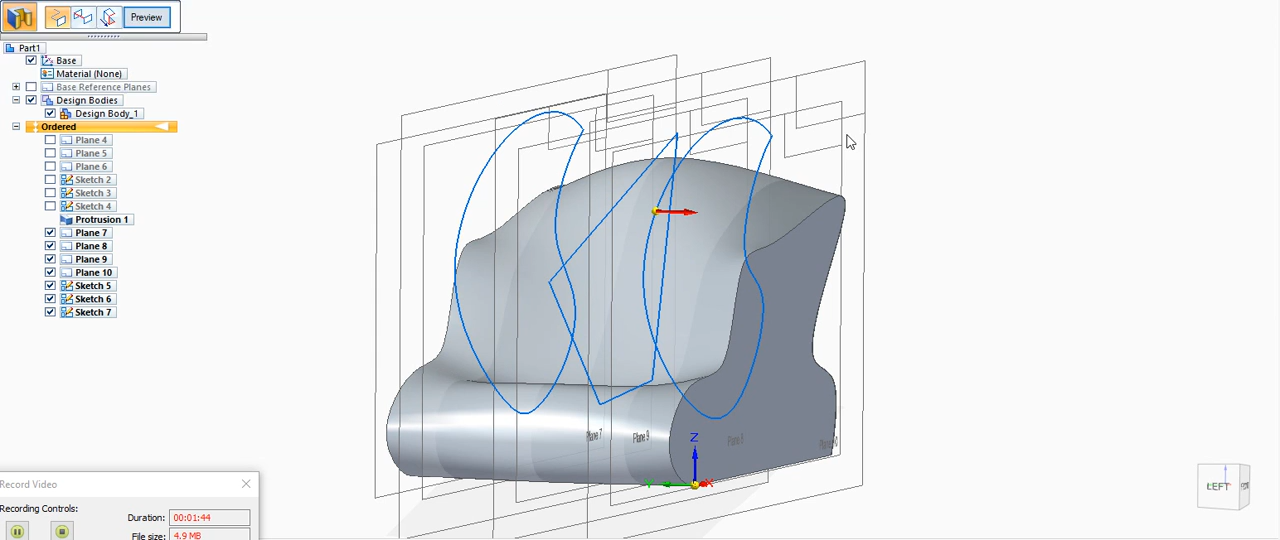 Preview
Part1
Base
Material (None)
Base Reference Planes
Design Bodies
Design Body_1
Ordered
Plane 4
Plane 5
Plane 6
Sketch 2
Sketch 3
Sketch 4
Protrusion 1
Plane 7
Plane 8
Plane 9
Plane 10
Sketch 5
Sketch 6
Sketch 7
Plane 7
Plane 9
Plane 8
Z
Y
X
LEFT
Record Video
Recording Controls:
Duration: 00:01:44
File size: 4.9 MB